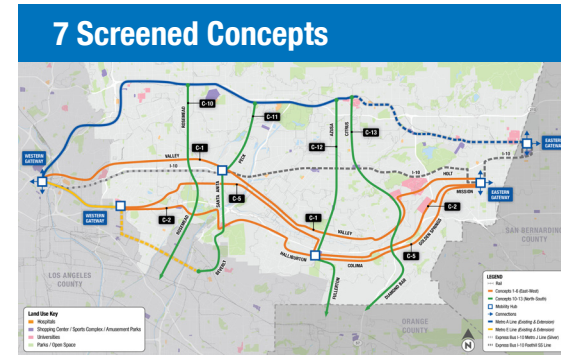 7 Screened Concepts
C-10
ROSEMEAD
C-11
PECK
AZUSA
CITRUS
C-12
C-13
C-1
VALLEY
I-10
WESTERN
GATEWAY
EASTERN
GATEWAY
I-10
I-10
HOLT
MISSION
EASTERN
GATEWAY
SANTA ANITA
C-5
WESTERN
GATEWAY
C-2
C-1
VALLEY
C-2
GOLDEN SPRINGS
ROSEMEAD
BEVERLY
HALLIBURTON
COLIMA
C-5
FULLERTON
DIAMOND BAR
SAN BERNARDINO
COUNTY
LOS ANGELES
COUNTY
ORANGE
COUNTY
N
Land Use Key
Hospitals
Shopping Center / Sports Complex / Amusement Parks
Universities
Parks / Open Space
LEGEND
Rail
Concepts 1-8 (East-West)
Concepts 10-13 (North-South)
Mobility Hub
Connections
Metro A Line (Existing & Extension)
Metro E Line (Existing & Extension)
Express Bus I-10 Metro J Line (Silver)
Express Bus I-10 Foothill SS Line